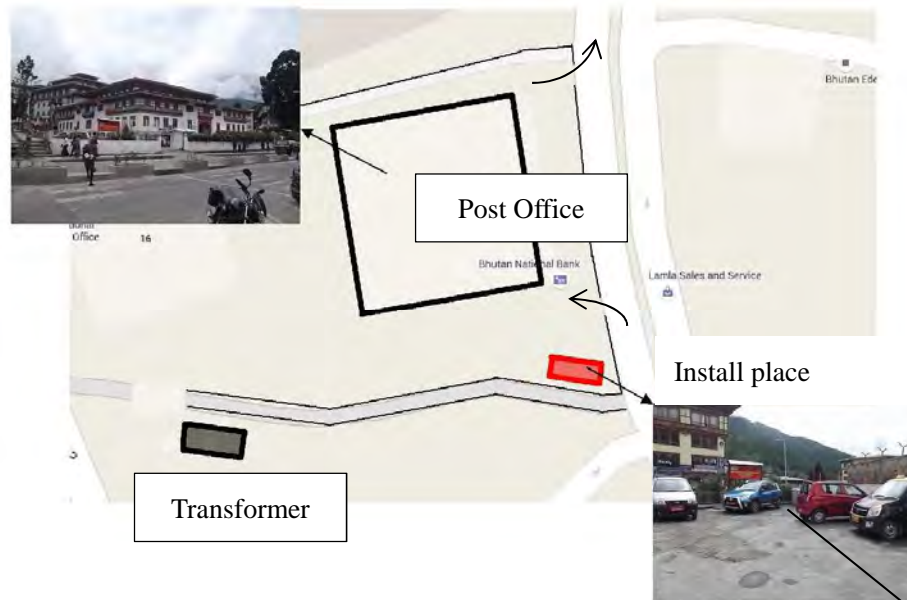 Bhutan Ede
Post Office
Office
16
Bhutan National Bank
Lamla Sales and Service
Install place
Transformer